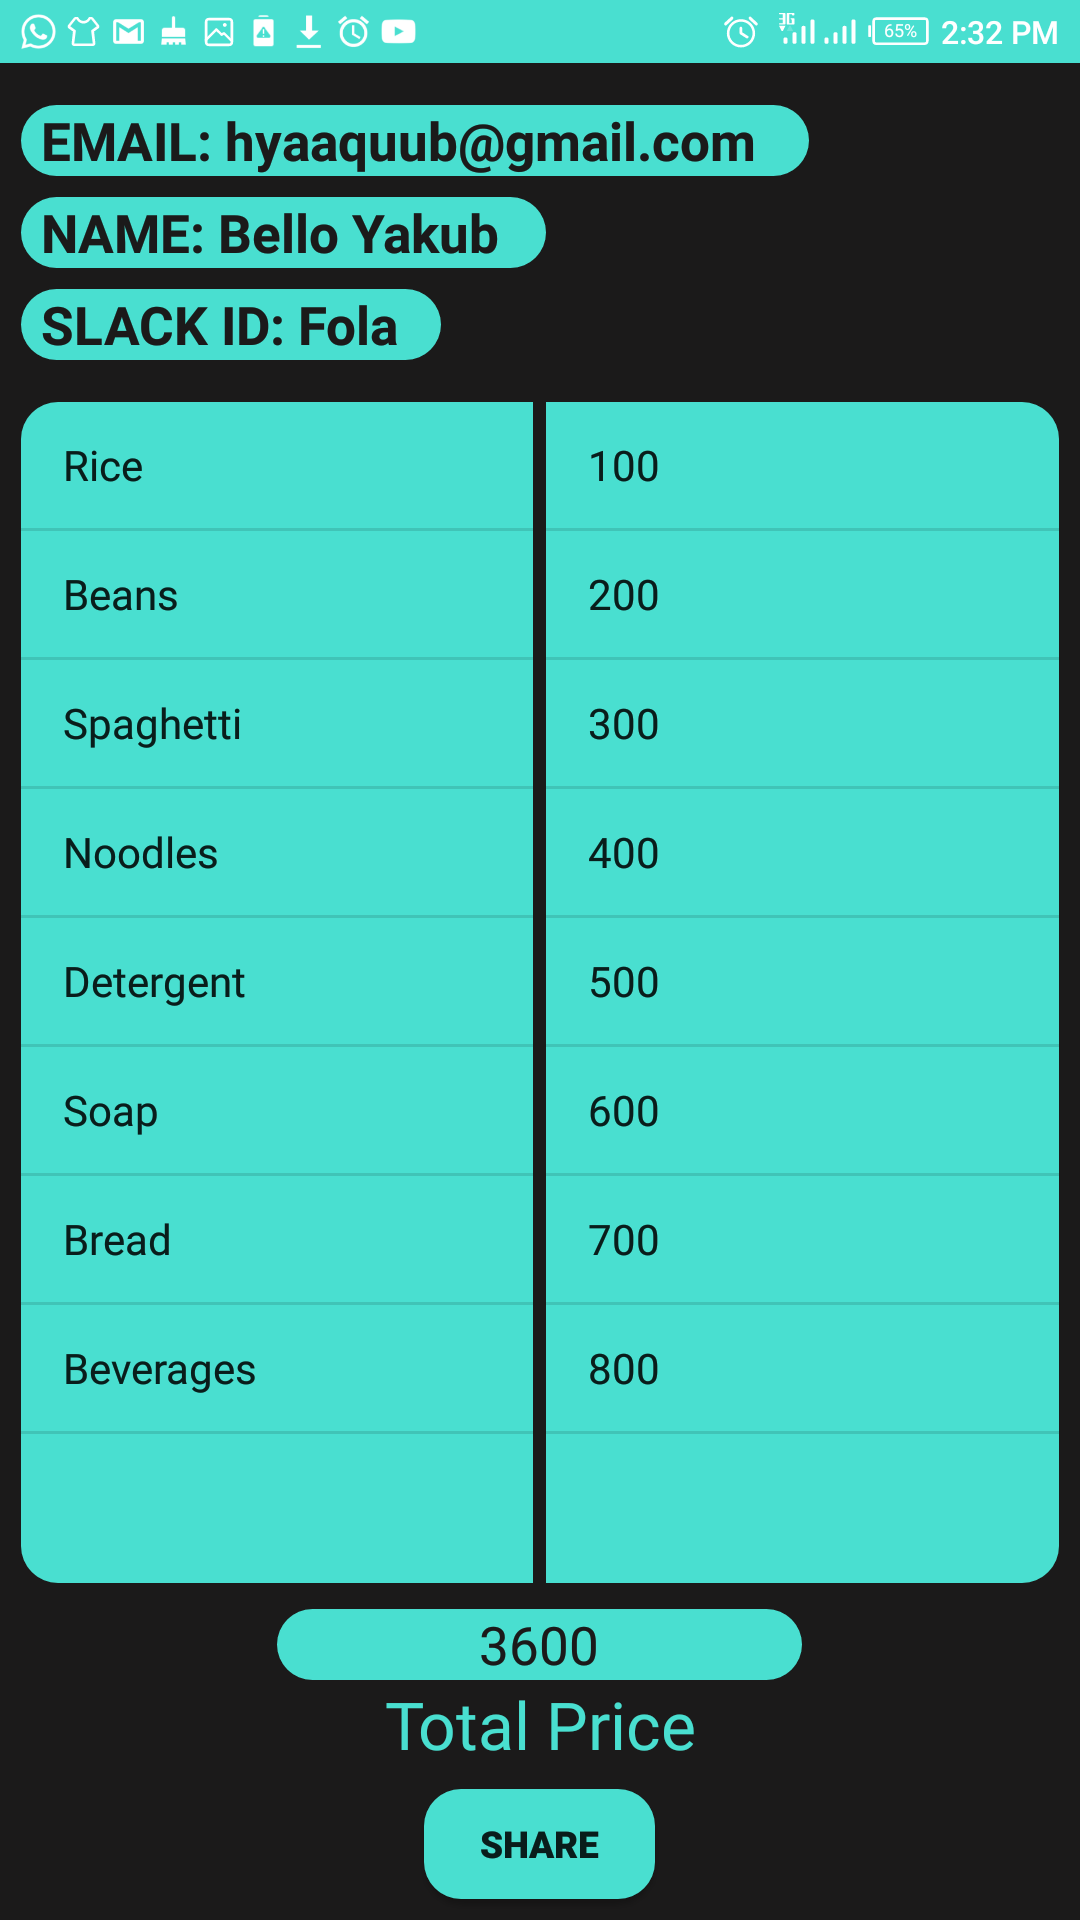 3G 65% 2:32 PM
EMAIL: hyaaquub@gmail.com
NAME: Bello Yakub
SLACK ID: Fola
Rice 100
Beans 200
Spaghetti 300
Noodles 400
Detergent 500
Soap 600
Bread 700
Beverages 800
3600
Total Price
SHARE